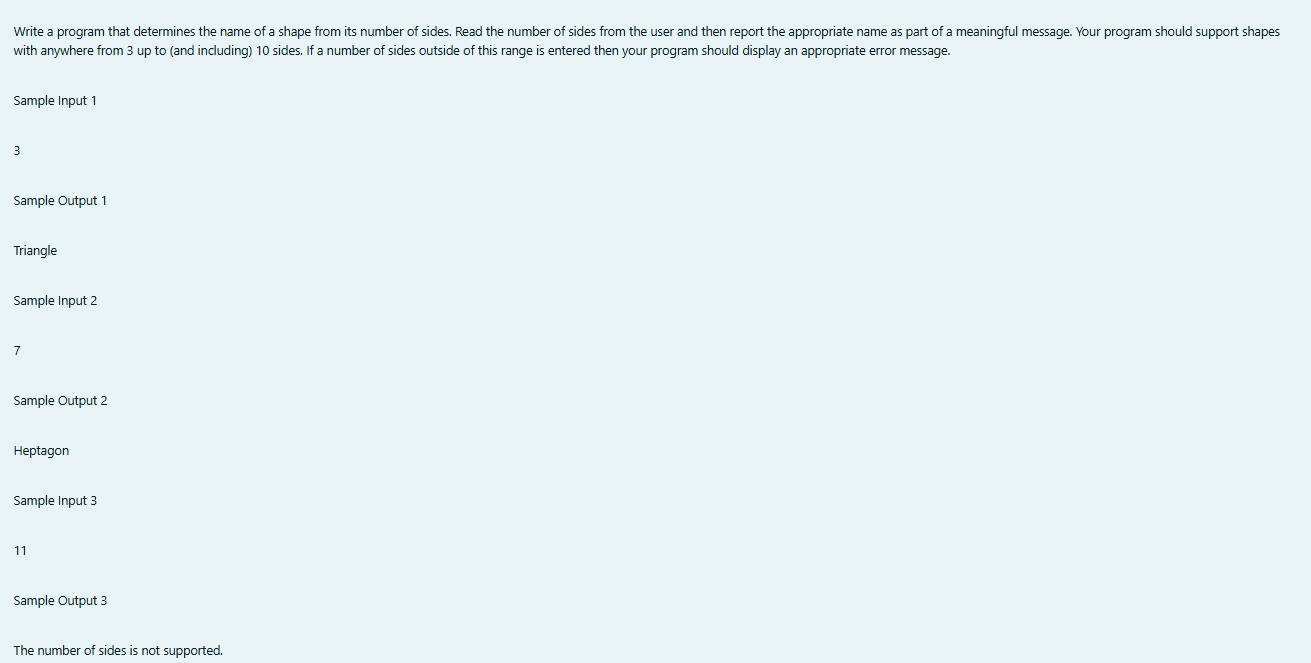 Write a program that determines the name of a shape from its number of sides. Read the number of sides from the user and then report the appropriate name as part of a meaningful message. Your program should support shapes
with anywhere from 3 up to (and including) 10 sides. If a number of sides outside of this range is entered then your program should display an appropriate error message.
Sample Input 1
3
Sample Output 1
Triangle
Sample Input 2
7
Sample Output 2
Heptagon
Sample Input 3
11
Sample Output 3
The number of sides is not supported.